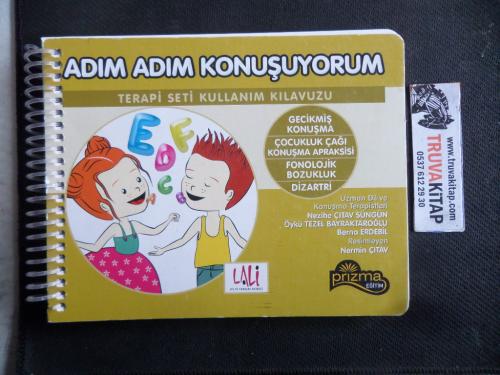 ADIM ADIM KONUŞUYORUM
TERAPİ SETİ KULLANIM KILAVUZU
GECİKMİŞ
KONUŞMA
ÇOCUKLUK ÇAĞI
KONUŞMA APRAKSİSİ
FONOLOJİK
BOZUKLUK
DİZARTRİ
Uzman Dil ve
Konuşma Terapistleri
Nezihe ÇITAV SÜNGÜN
Öykü TEZEL BAYRAKTAROĞLU
Berna ERDEBİL
Resimleyen
Nermin ÇITAV
E D F
LALİ
prizma
EĞİTİM
www.truvakitap.com
TRUVAKİTAP
0537 612 29 30